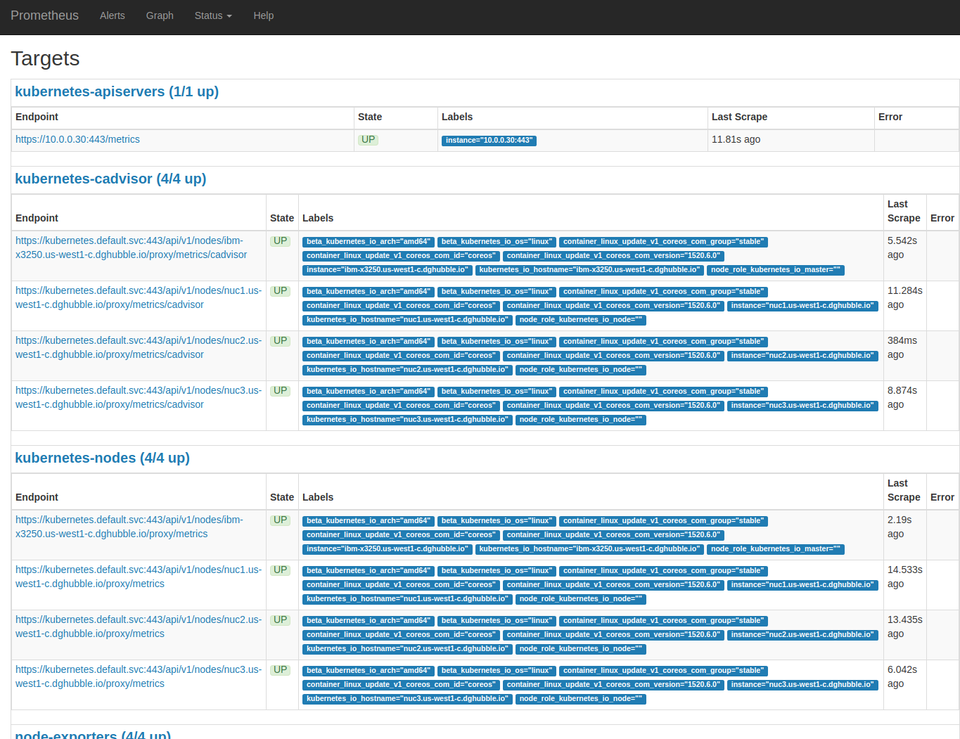 Prometheus Alerts Graph Status Help
Targets
kubernetes-apiservers (1/1 up)
Endpoint State Labels Last Scrape Error
https://10.0.0.30:443/metrics UP instance="10.0.0.30:443" 11.81s ago
kubernetes-cadvisor (4/4 up)
Last
Endpoint State Labels Scrape Error
https://kubernetes.default.svc:443/api/v1/nodes/ibm- UP beta_kubernetes_io_arch="amd64" beta_kubernetes_io_os="linux" container_linux_update_v1_coreos_com_group="stable" 5.542s
x3250.us-west1-c.dghubble.io/proxy/metrics/cadvisor container_linux_update_v1_coreos_com_id="coreos" container_linux_update_v1_coreos_com_version="1520.6.0" ago
instance="ibm-x3250.us-west1-c.dghubble.io" kubernetes_io_hostname="ibm-x3250.us-west1-c.dghubble.io" node_role_kubernetes_io_master=""
https://kubernetes.default.svc:443/api/v1/nodes/nuc1.us- UP beta_kubernetes_io_arch="amd64" beta_kubernetes_io_os="linux" container_linux_update_v1_coreos_com_group="stable" 11.284s
west1-c.dghubble.io/proxy/metrics/cadvisor container_linux_update_v1_coreos_com_id="coreos" container_linux_update_v1_coreos_com_version="1520.6.0" instance="nuc1.us-west1-c.dghubble.io" ago
kubernetes_io_hostname="nuc1.us-west1-c.dghubble.io" node_role_kubernetes_io_node=""
https://kubernetes.default.svc:443/api/v1/nodes/nuc2.us- UP beta_kubernetes_io_arch="amd64" beta_kubernetes_io_os="linux" container_linux_update_v1_coreos_com_group="stable" 384ms
west1-c.dghubble.io/proxy/metrics/cadvisor container_linux_update_v1_coreos_com_id="coreos" container_linux_update_v1_coreos_com_version="1520.6.0" instance="nuc2.us-west1-c.dghubble.io" ago
kubernetes_io_hostname="nuc2.us-west1-c.dghubble.io" node_role_kubernetes_io_node=""
https://kubernetes.default.svc:443/api/v1/nodes/nuc3.us- UP beta_kubernetes_io_arch="amd64" beta_kubernetes_io_os="linux" container_linux_update_v1_coreos_com_group="stable" 8.874s
west1-c.dghubble.io/proxy/metrics/cadvisor container_linux_update_v1_coreos_com_id="coreos" container_linux_update_v1_coreos_com_version="1520.6.0" instance="nuc3.us-west1-c.dghubble.io" ago
kubernetes_io_hostname="nuc3.us-west1-c.dghubble.io" node_role_kubernetes_io_node=""
kubernetes-nodes (4/4 up)
Last
Endpoint State Labels Scrape Error
https://kubernetes.default.svc:443/api/v1/nodes/ibm- UP beta_kubernetes_io_arch="amd64" beta_kubernetes_io_os="linux" container_linux_update_v1_coreos_com_group="stable" 2.19s
x3250.us-west1-c.dghubble.io/proxy/metrics container_linux_update_v1_coreos_com_id="coreos" container_linux_update_v1_coreos_com_version="1520.6.0" ago
instance="ibm-x3250.us-west1-c.dghubble.io" kubernetes_io_hostname="ibm-x3250.us-west1-c.dghubble.io" node_role_kubernetes_io_master=""
https://kubernetes.default.svc:443/api/v1/nodes/nuc1.us- UP beta_kubernetes_io_arch="amd64" beta_kubernetes_io_os="linux" container_linux_update_v1_coreos_com_group="stable" 14.533s
west1-c.dghubble.io/proxy/metrics container_linux_update_v1_coreos_com_id="coreos" container_linux_update_v1_coreos_com_version="1520.6.0" instance="nuc1.us-west1-c.dghubble.io" ago
kubernetes_io_hostname="nuc1.us-west1-c.dghubble.io" node_role_kubernetes_io_node=""
https://kubernetes.default.svc:443/api/v1/nodes/nuc2.us- UP beta_kubernetes_io_arch="amd64" beta_kubernetes_io_os="linux" container_linux_update_v1_coreos_com_group="stable" 13.435s
west1-c.dghubble.io/proxy/metrics container_linux_update_v1_coreos_com_id="coreos" container_linux_update_v1_coreos_com_version="1520.6.0" instance="nuc2.us-west1-c.dghubble.io" ago
kubernetes_io_hostname="nuc2.us-west1-c.dghubble.io" node_role_kubernetes_io_node=""
https://kubernetes.default.svc:443/api/v1/nodes/nuc3.us- UP beta_kubernetes_io_arch="amd64" beta_kubernetes_io_os="linux" container_linux_update_v1_coreos_com_group="stable" 6.042s
west1-c.dghubble.io/proxy/metrics container_linux_update_v1_coreos_com_id="coreos" container_linux_update_v1_coreos_com_version="1520.6.0" instance="nuc3.us-west1-c.dghubble.io" ago
kubernetes_io_hostname="nuc3.us-west1-c.dghubble.io" node_role_kubernetes_io_node=""
node-exporters (4/4 up)